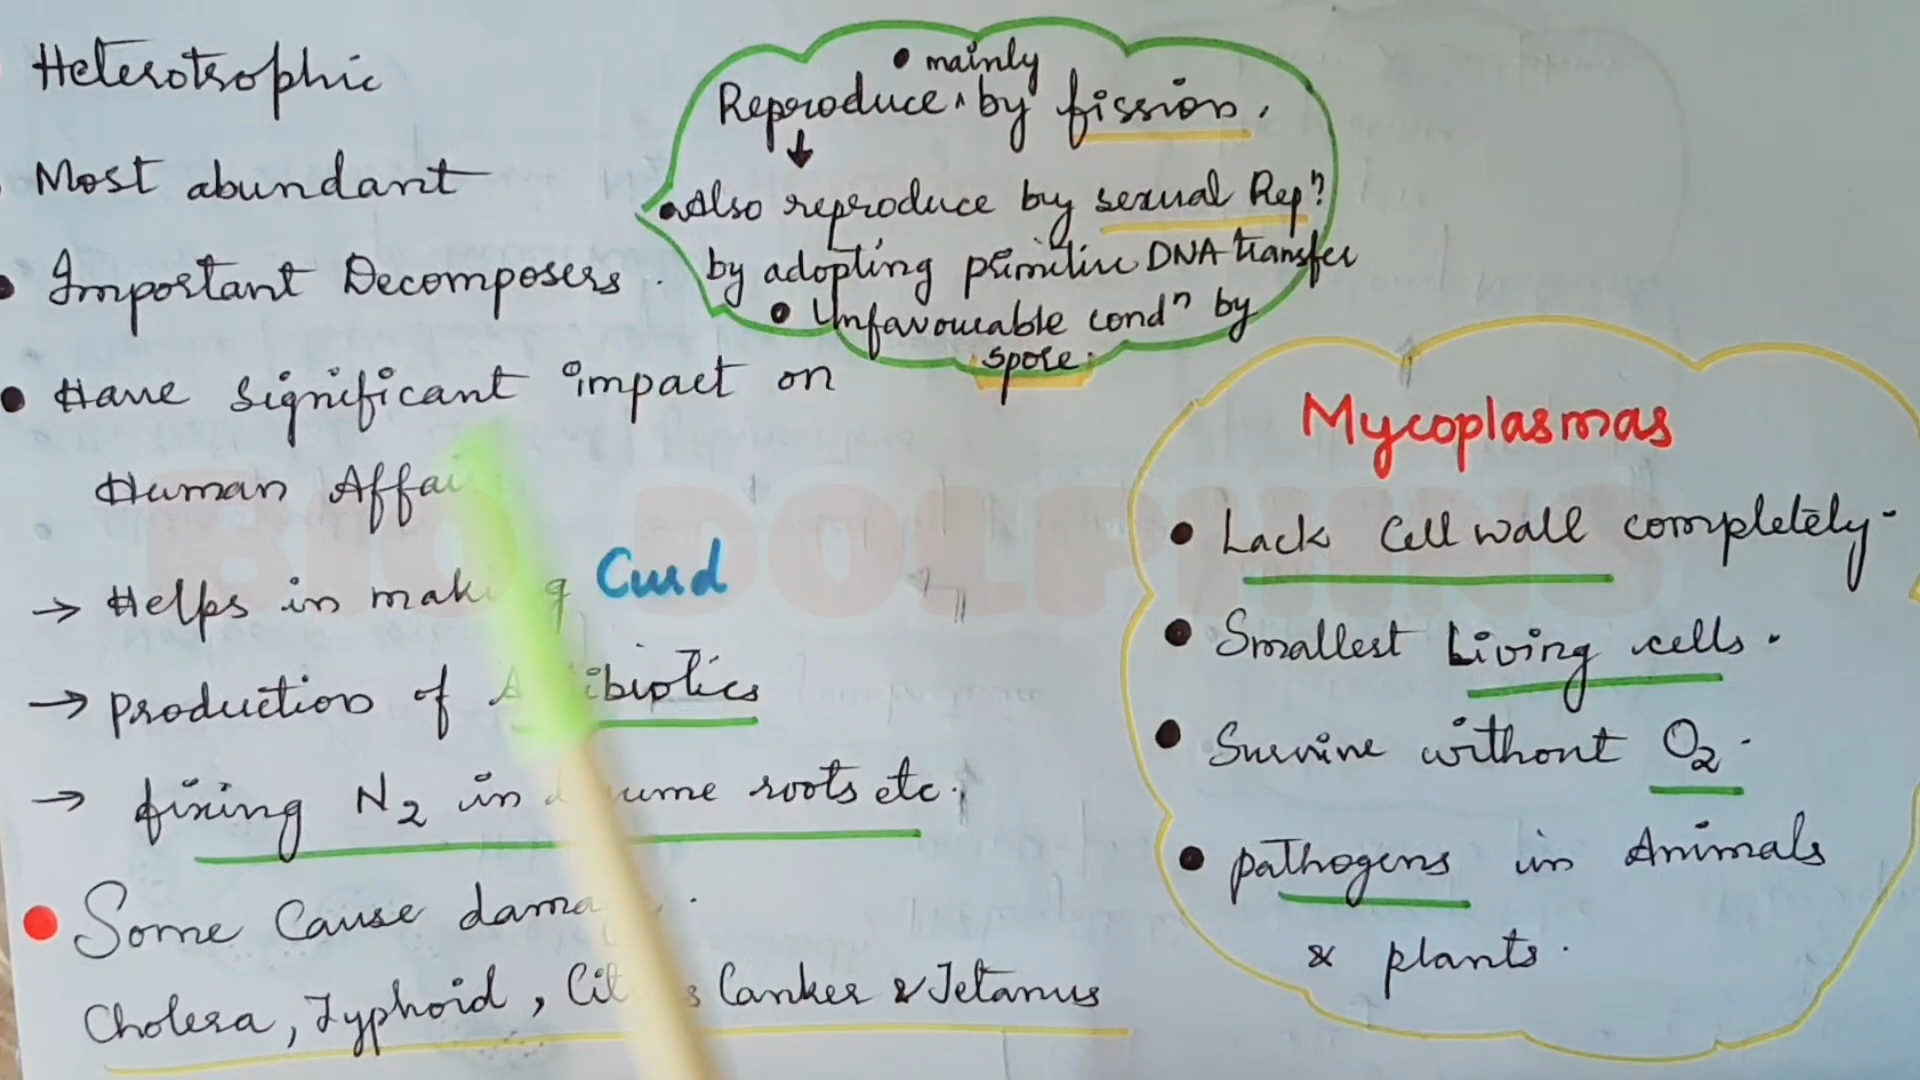 Heterotrophic
Most abundant
• Important Decomposers.
• Have significant impact on
Human
→ Helps in Curd
→ production of
→ fixing N2 in roots etc.
• Some Cause
Cholera, Typhoid, Canker & Tetanus
• mainly
Reproduce ^ by fission.
↓
• Also reproduce by sexual Repⁿ
by adopting primitive DNA transfer
• Unfavourable condⁿ by
spore.
Mycoplasmas
• Lack Cell wall completely-
• Smallest Living cells.
• Survive without O2.
• pathogens in Animals
& plants.
BIO DOLPHINS